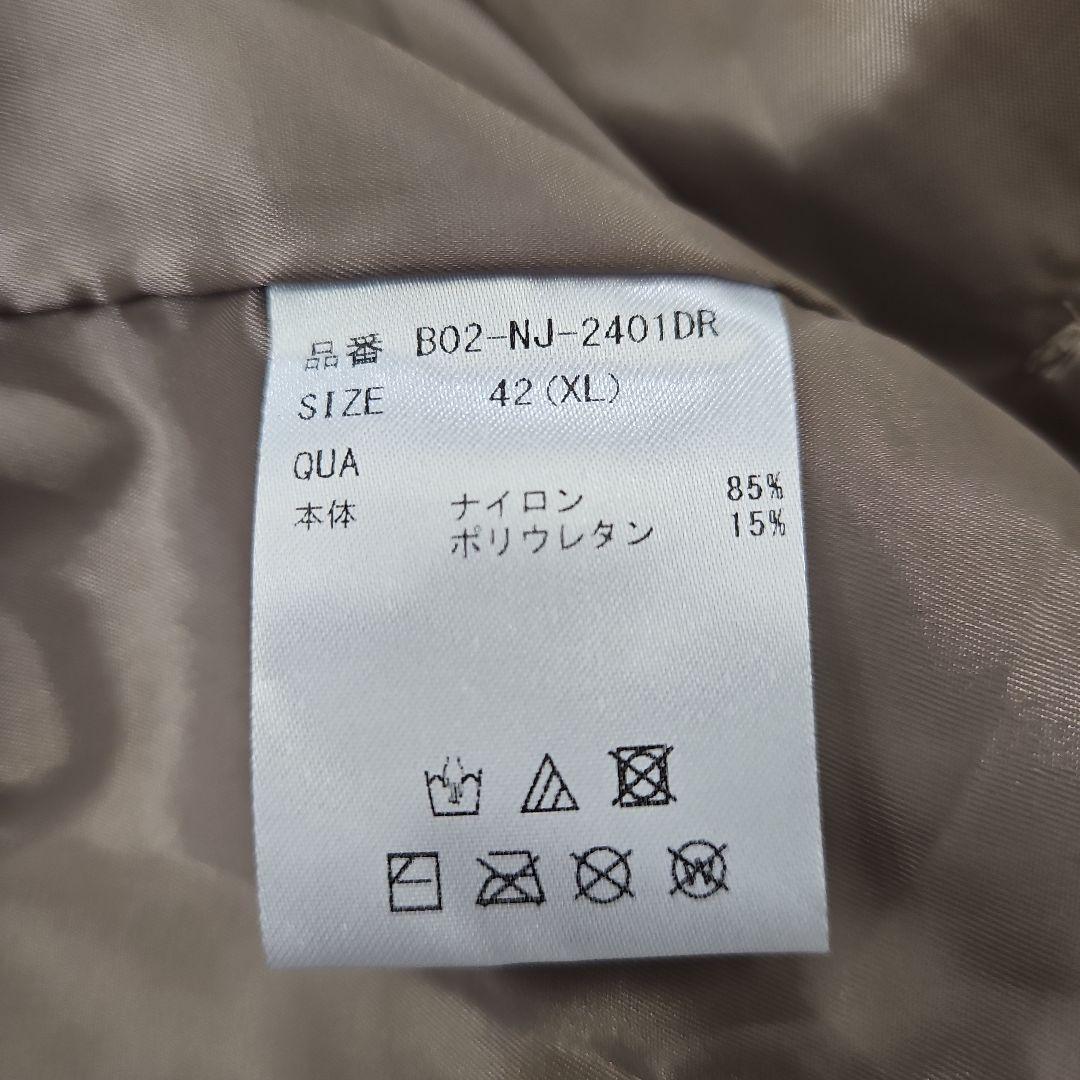 品番 B02-NJ-2401DR
SIZE 42(XL)
QUA
本体 ナイロン 85%
ポリウレタン 15%
W